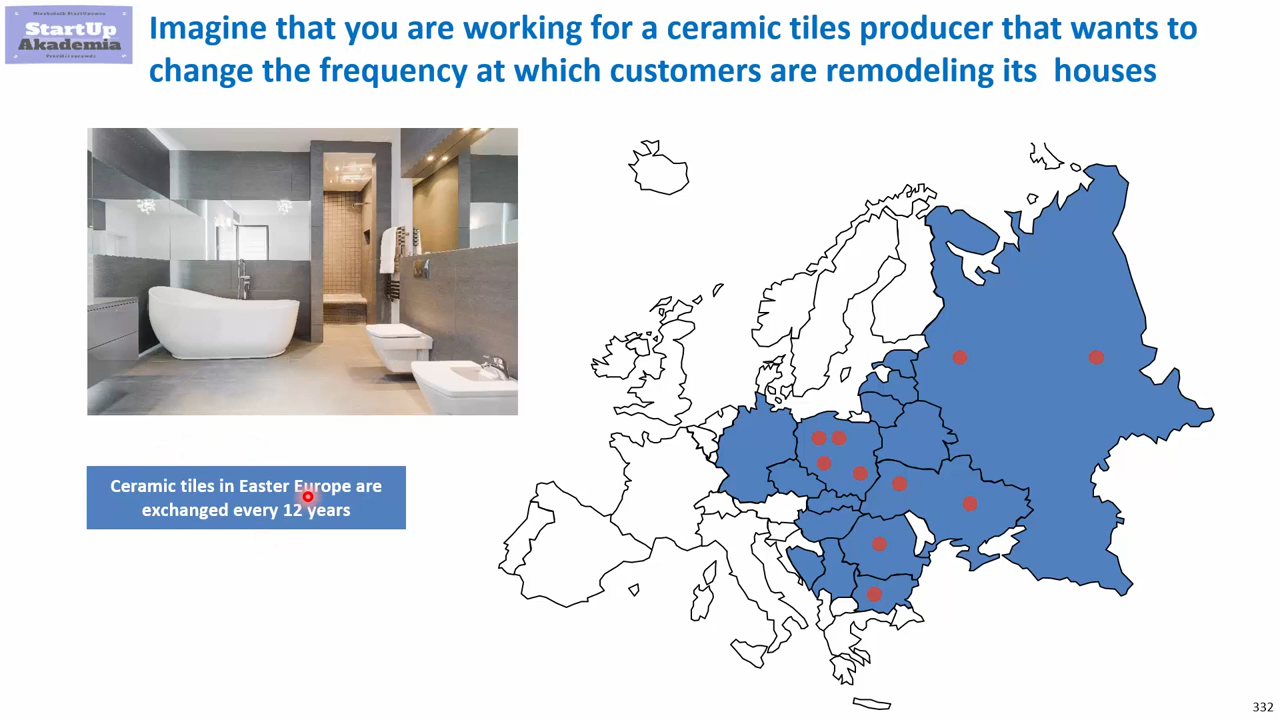 StartUp
Akademia
Imagine that you are working for a ceramic tiles producer that wants to
change the frequency at which customers are remodeling its houses
Ceramic tiles in Easter Europe are
exchanged every 12 years
332